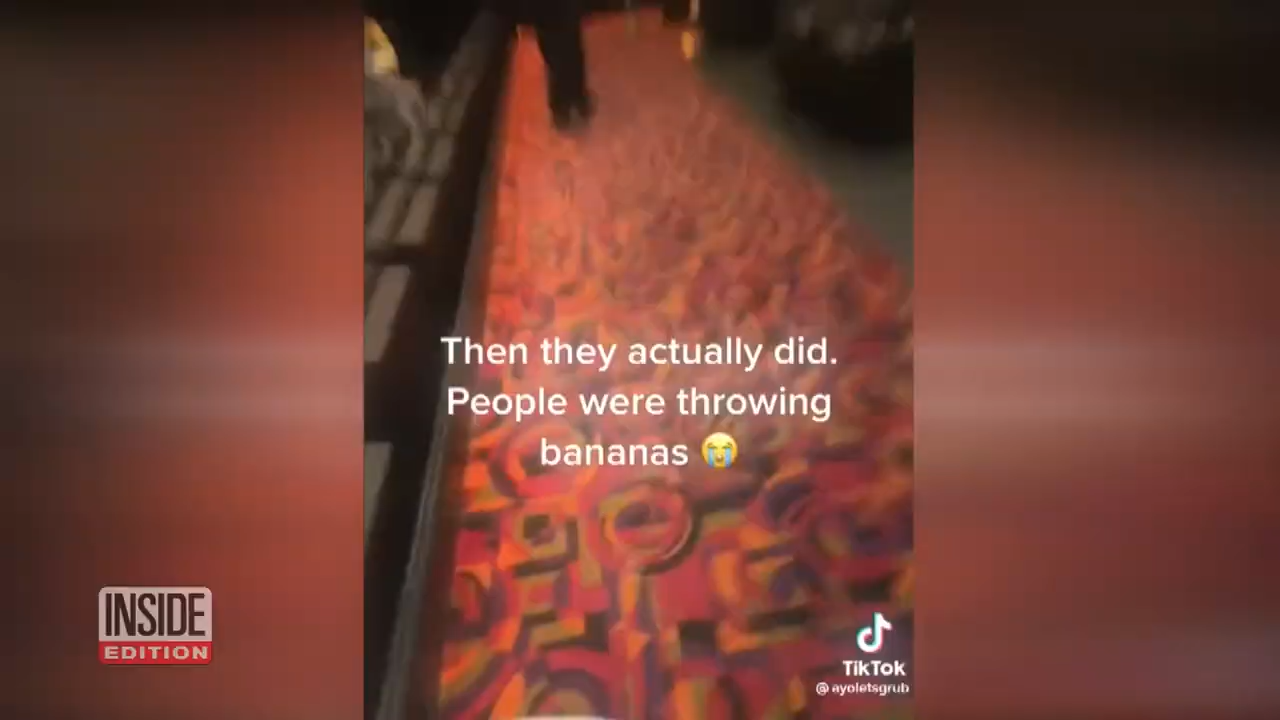 Then they actually did.
People were throwing
bananas 😭
INSIDE
EDITION
TikTok
@ayoletsgrub